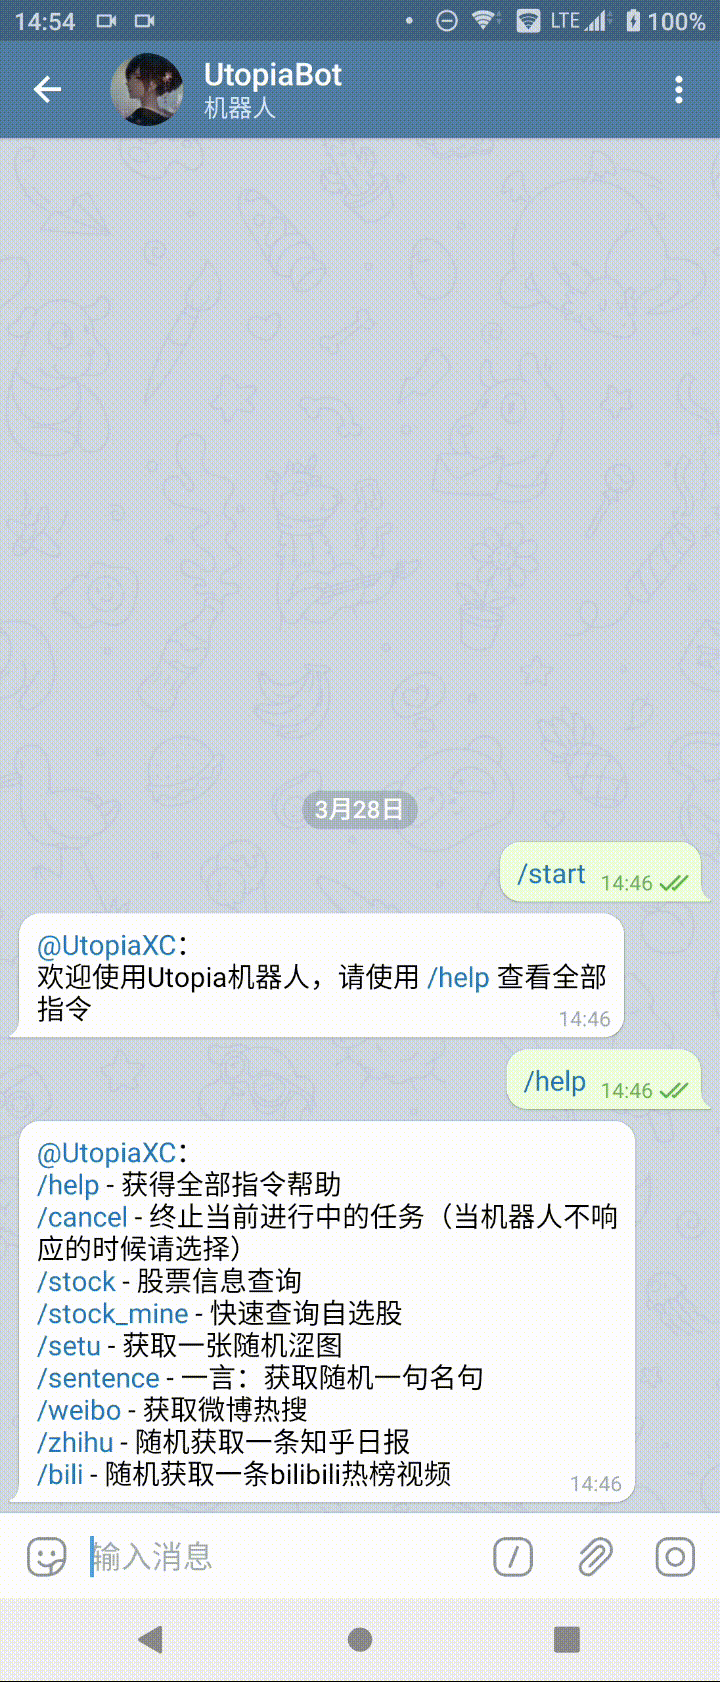 14:54
LTE
100%
UtopiaBot
机器人
3月28日
/start 14:46
@UtopiaXC：
欢迎使用Utopia机器人，请使用 /help 查看全部
指令
14:46
/help 14:46
@UtopiaXC：
/help - 获得全部指令帮助
/cancel - 终止当前进行中的任务（当机器人不响
应的时候请选择）
/stock - 股票信息查询
/stock_mine - 快速查询自选股
/setu - 获取一张随机涩图
/sentence - 一言：获取随机一句名句
/weibo - 获取微博热搜
/zhihu - 随机获取一条知乎日报
/bili - 随机获取一条bilibili热榜视频
14:46
输入消息